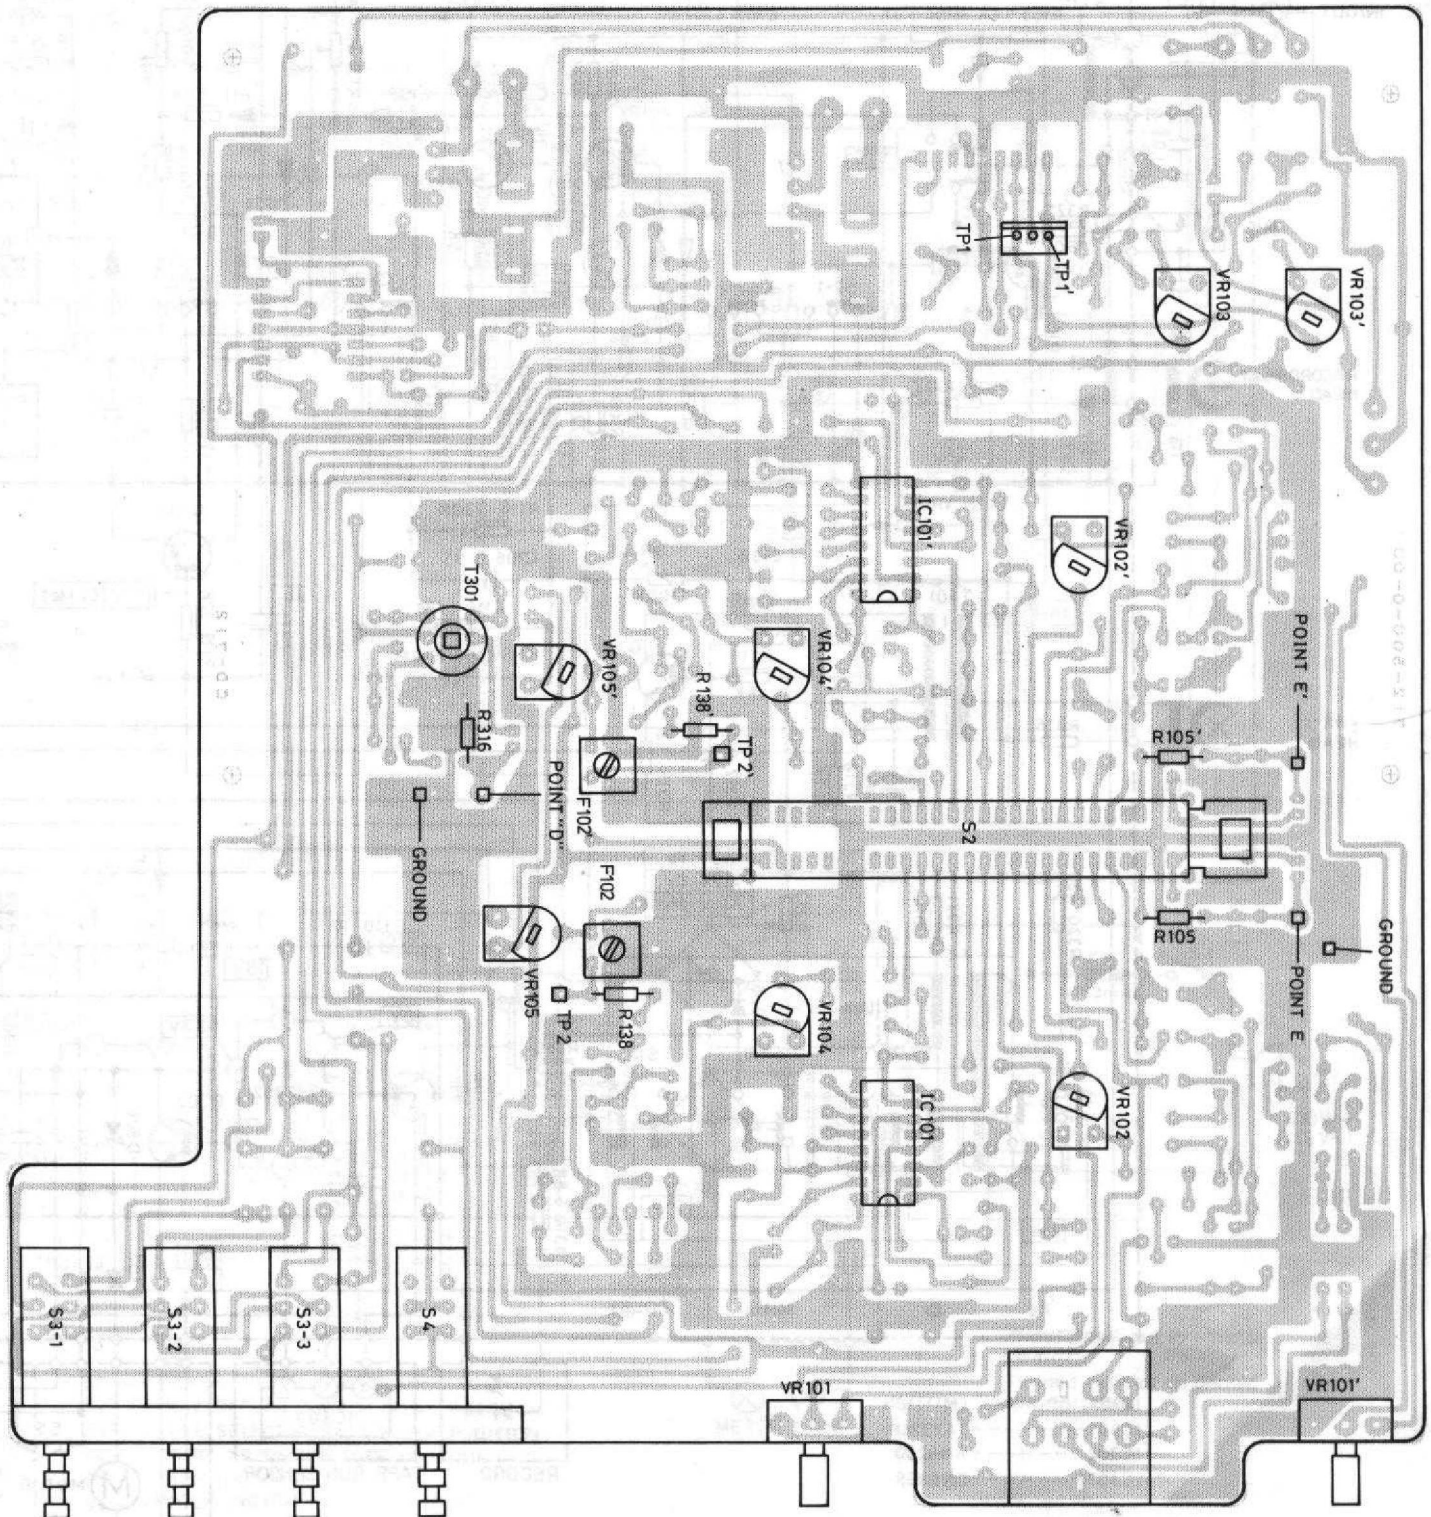 TP1
TP1'
VR103
VR103'
IC101'
VR102'
T301
VR105'
VR104'
POINT E'
R138'
R316
TP2'
R105'
POINT "D"
F102'
S2
GROUND
F102
R105
GROUND
VR105
TP2
R138
VR104
POINT E
IC101
VR102
S3-1
S3-2
S3-3
S4
VR101
VR101'